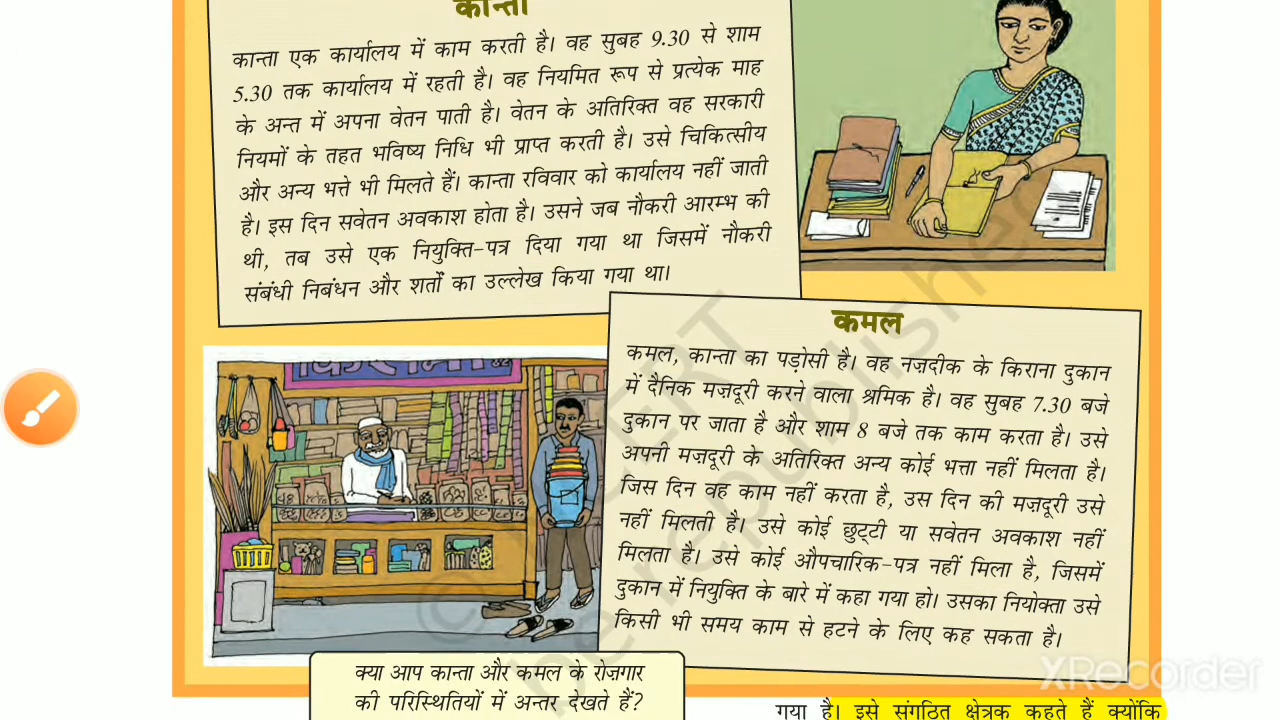 कान्ता
कान्ता एक कार्यालय में काम करती है। वह सुबह 9.30 से शाम
5.30 तक कार्यालय में रहती है। वह नियमित रूप से प्रत्येक माह
के अन्त में अपना वेतन पाती है। वेतन के अतिरिक्त वह सरकारी
नियमों के तहत भविष्य निधि भी प्राप्त करती है। उसे चिकित्सीय
और अन्य भत्ते भी मिलते हैं। कान्ता रविवार को कार्यालय नहीं जाती
है। इस दिन सवेतन अवकाश होता है। उसने जब नौकरी आरम्भ की
थी, तब उसे एक नियुक्ति-पत्र दिया गया था जिसमें नौकरी
संबंधी निबंधन और शर्तों का उल्लेख किया गया था।
कमल
कमल, कान्ता का पड़ोसी है। वह नज़दीक के किराना दुकान
में दैनिक मज़दूरी करने वाला श्रमिक है। वह सुबह 7.30 बजे
दुकान पर जाता है और शाम 8 बजे तक काम करता है। उसे
अपनी मज़दूरी के अतिरिक्त अन्य कोई भत्ता नहीं मिलता है।
जिस दिन वह काम नहीं करता है, उस दिन की मज़दूरी उसे
नहीं मिलती है। उसे कोई छुट्टी या सवेतन अवकाश नहीं
मिलता है। उसे कोई औपचारिक-पत्र नहीं मिला है, जिसमें
दुकान में नियुक्ति के बारे में कहा गया हो। उसका नियोक्ता उसे
किसी भी समय काम से हटने के लिए कह सकता है।
क्या आप कान्ता और कमल के रोज़गार
की परिस्थितियों में अन्तर देखते हैं?
गया है। इसे संगठित क्षेत्रक कहते हैं क्योंकि
XRecorder